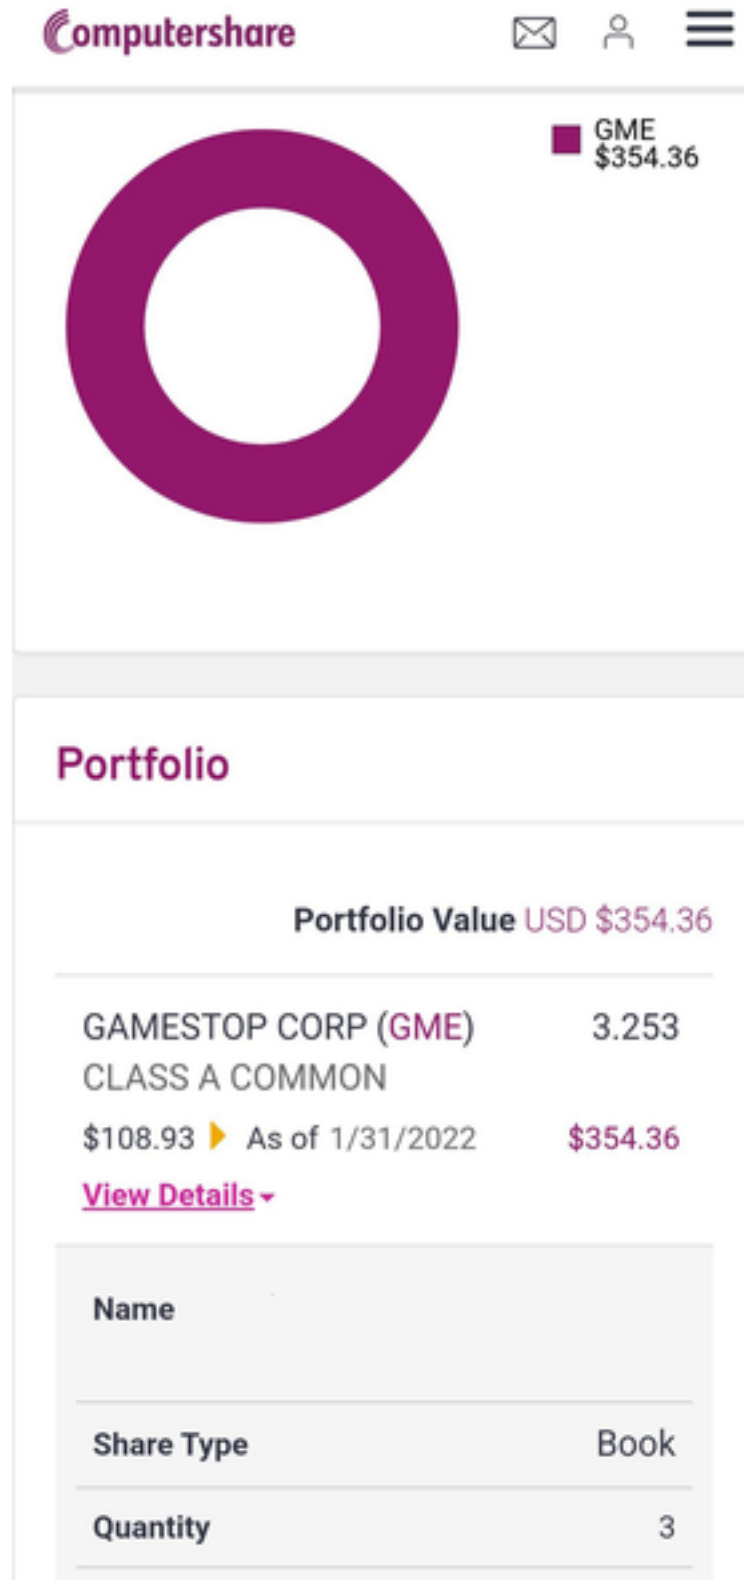 Computershare
GME
$354.36
Portfolio
Portfolio Value USD $354.36
GAMESTOP CORP (GME) 3.253
CLASS A COMMON
$108.93 As of 1/31/2022 $354.36
View Details
Name
Share Type Book
Quantity 3